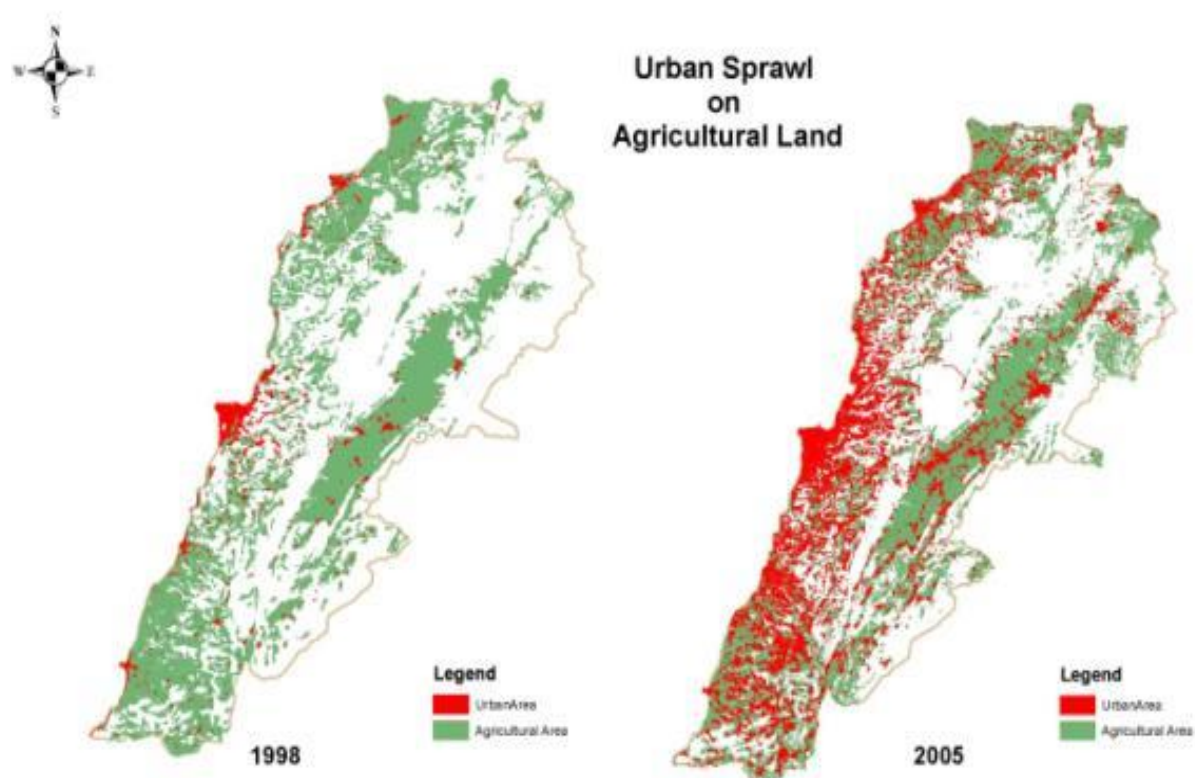 N
W E
S
Urban Sprawl
on
Agricultural Land
Legend
UrbanArea
Agricultural Area
1998
Legend
UrbanArea
Agricultural Area
2005